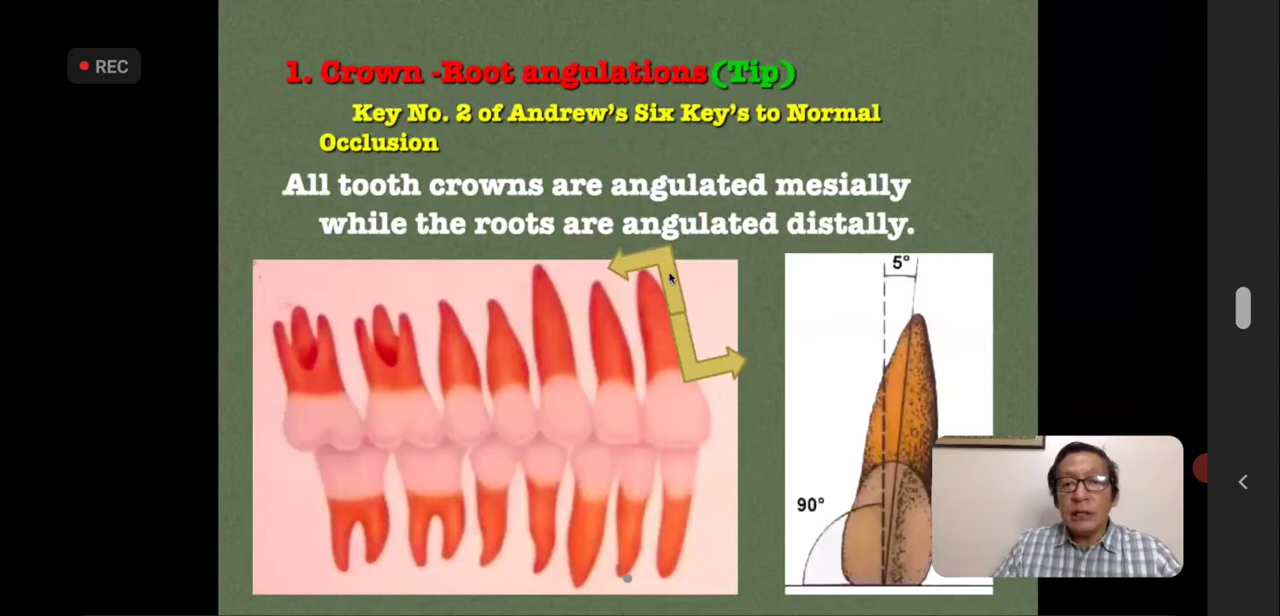 REC
1. Crown -Root angulations (Tip)
Key No. 2 of Andrew's Six Key's to Normal
Occlusion
All tooth crowns are angulated mesially
while the roots are angulated distally.
5°
90°